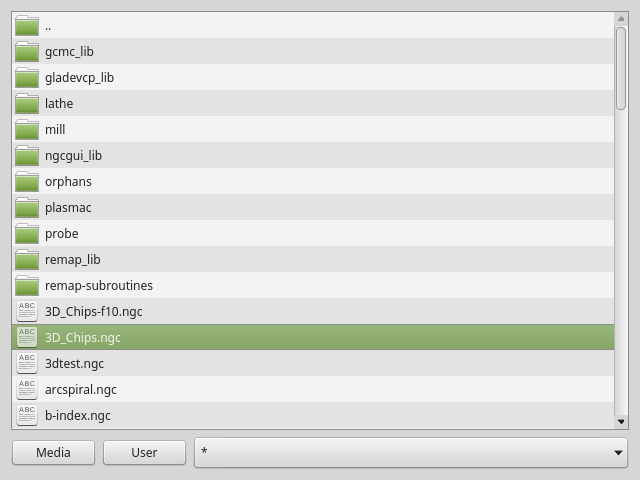 ..
gcmc_lib
gladevcp_lib
lathe
mill
ngcgui_lib
orphans
plasmac
probe
remap_lib
remap-subroutines
ABC 3D_Chips-f10.ngc
ABC 3D_Chips.ngc
ABC 3dtest.ngc
ABC arcspiral.ngc
ABC b-index.ngc
Media User *